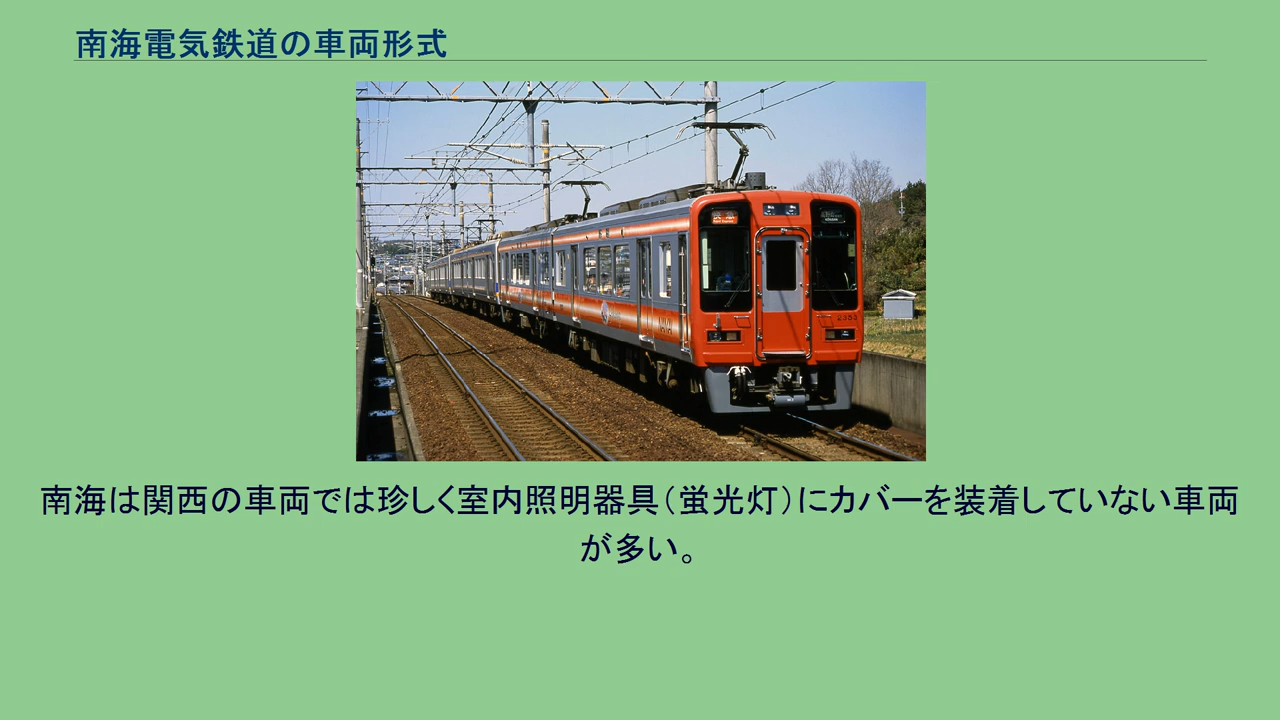 南海電気鉄道の車両形式
南海は関西の車両では珍しく室内照明器具（蛍光灯）にカバーを装着していない車両
が多い。